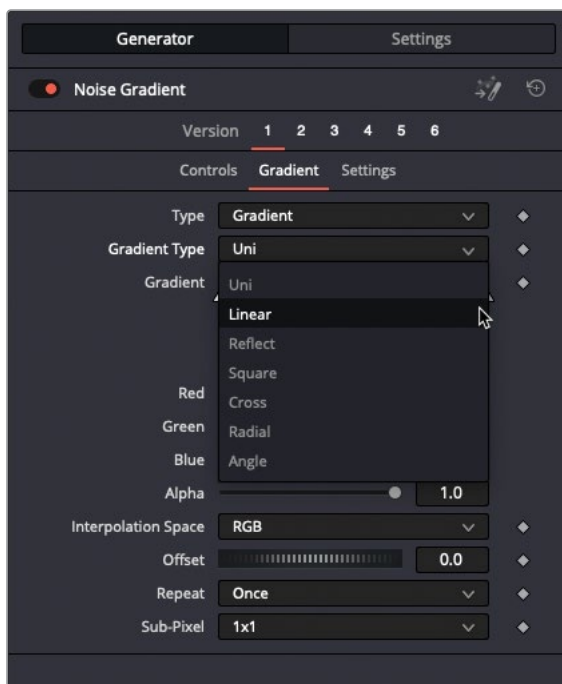 Generator Settings
Noise Gradient
Version 1 2 3 4 5 6
Controls Gradient Settings
Type Gradient
Gradient Type Uni
Gradient Uni
Linear
Reflect
Square
Red
Cross
Green
Radial
Blue
Angle
Alpha 1.0
Interpolation Space RGB
Offset 0.0
Repeat Once
Sub-Pixel 1x1